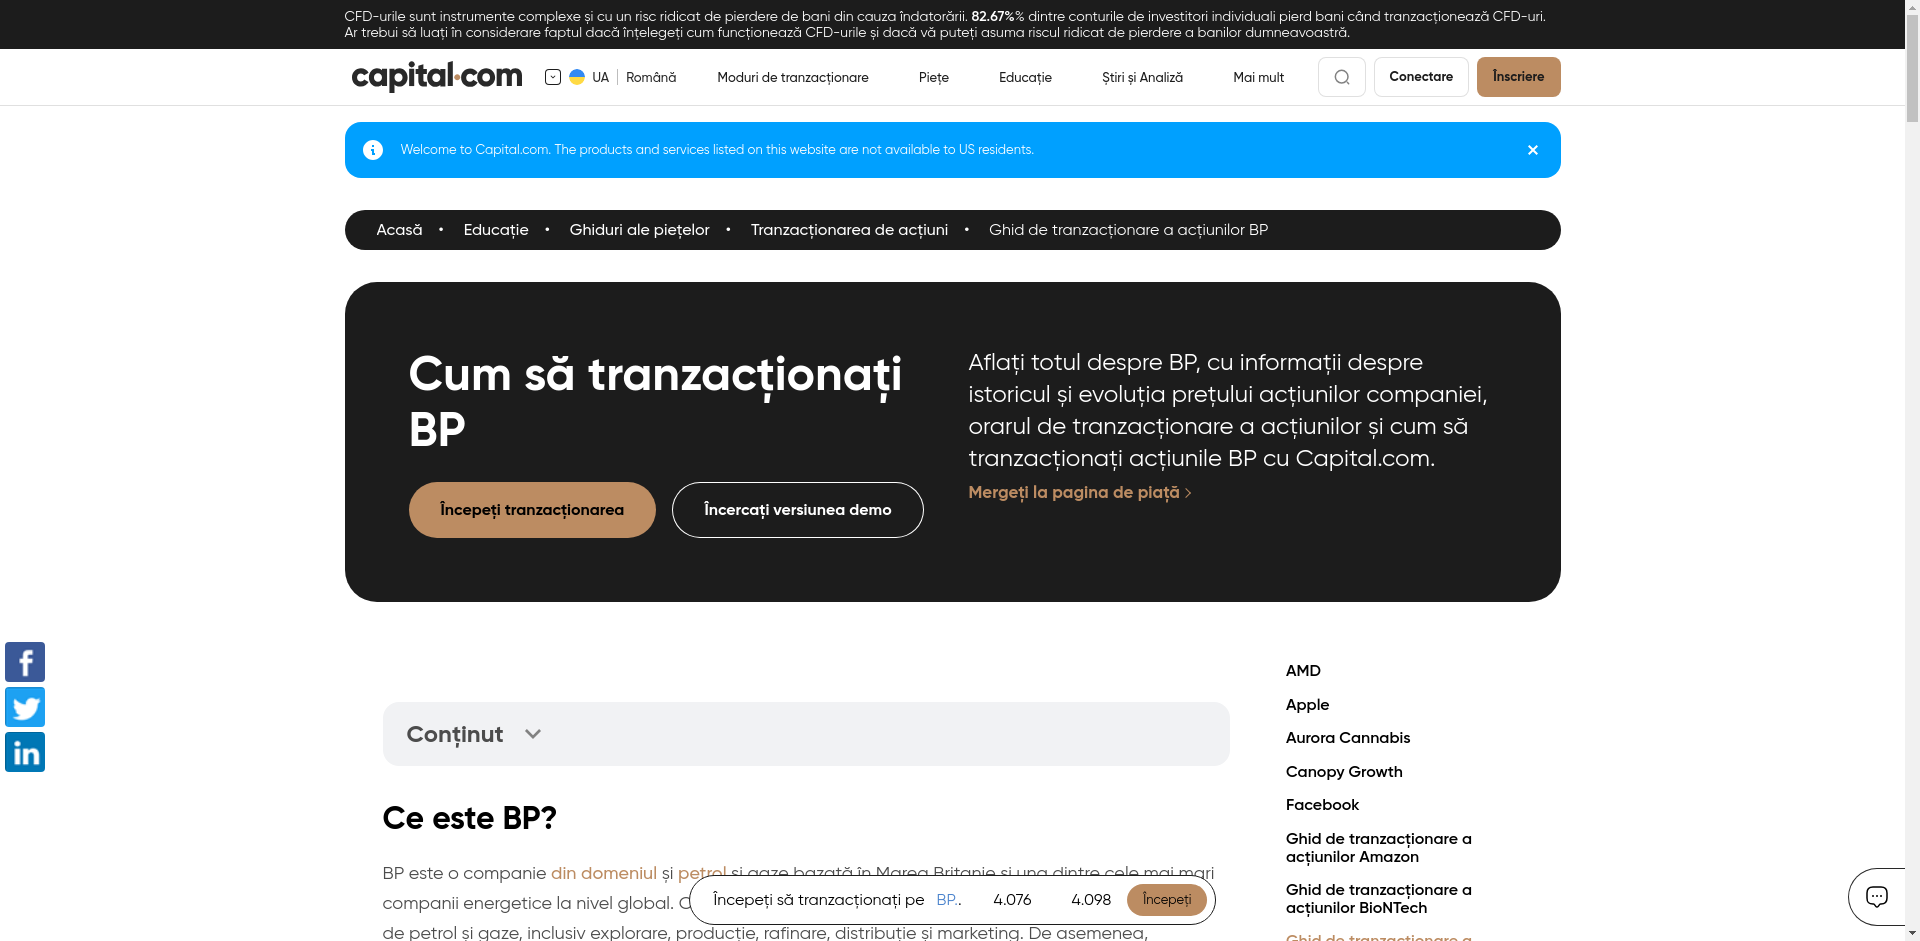 CFD-urile sunt instrumente complexe și cu un risc ridicat de pierdere de bani din cauza îndatorării. 82.67%% dintre conturile de investitori individuali pierd bani când tranzacționează CFD-uri.
Ar trebui să luați în considerare faptul dacă înțelegeți cum funcționează CFD-urile și dacă vă puteți asuma riscul ridicat de pierdere a banilor dumneavoastră.
capital.com UA Română Moduri de tranzacționare Piețe Educație Știri și Analiză Mai mult Conectare Înscriere
Welcome to Capital.com. The products and services listed on this website are not available to US residents.
Acasă • Educație • Ghiduri ale piețelor • Tranzacționarea de acțiuni • Ghid de tranzacționare a acțiunilor BP
Cum să tranzacționați
BP
Începeți tranzacționarea Încercați versiunea demo
Aflați totul despre BP, cu informații despre
istoricul și evoluția prețului acțiunilor companiei,
orarul de tranzacționare a acțiunilor și cum să
tranzacționați acțiunile BP cu Capital.com.
Mergeți la pagina de piață
Conținut
Ce este BP?
BP este o companie din domeniul și petrol și gaze bazată în Marea Britanie și una dintre cele mai mari
companii energetice la nivel global.
de petrol și gaze, inclusiv explorare, producție, rafinare, distribuție și marketing. De asemenea,
Începeți să tranzacționați pe BP.. 4.076 4.098 Începeți
AMD
Apple
Aurora Cannabis
Canopy Growth
Facebook
Ghid de tranzacționare a
acțiunilor Amazon
Ghid de tranzacționare a
acțiunilor BioNTech
Ghid de tranzacționare a